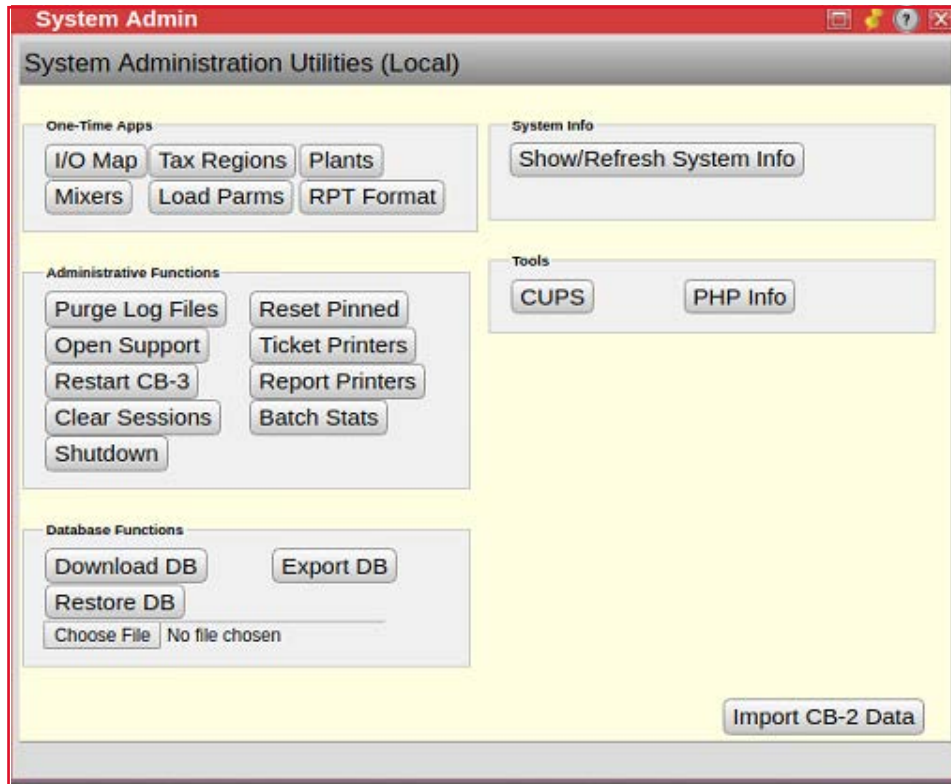 System Admin
?
System Administration Utilities (Local)
One-Time Apps
I/O Map Tax Regions Plants
Mixers Load Parms RPT Format
System Info
Show/Refresh System Info
Administrative Functions
Purge Log Files Reset Pinned
Open Support Ticket Printers
Restart CB-3 Report Printers
Clear Sessions Batch Stats
Shutdown
Tools
CUPS PHP Info
Database Functions
Download DB Export DB
Restore DB
Choose File No file chosen
Import CB-2 Data